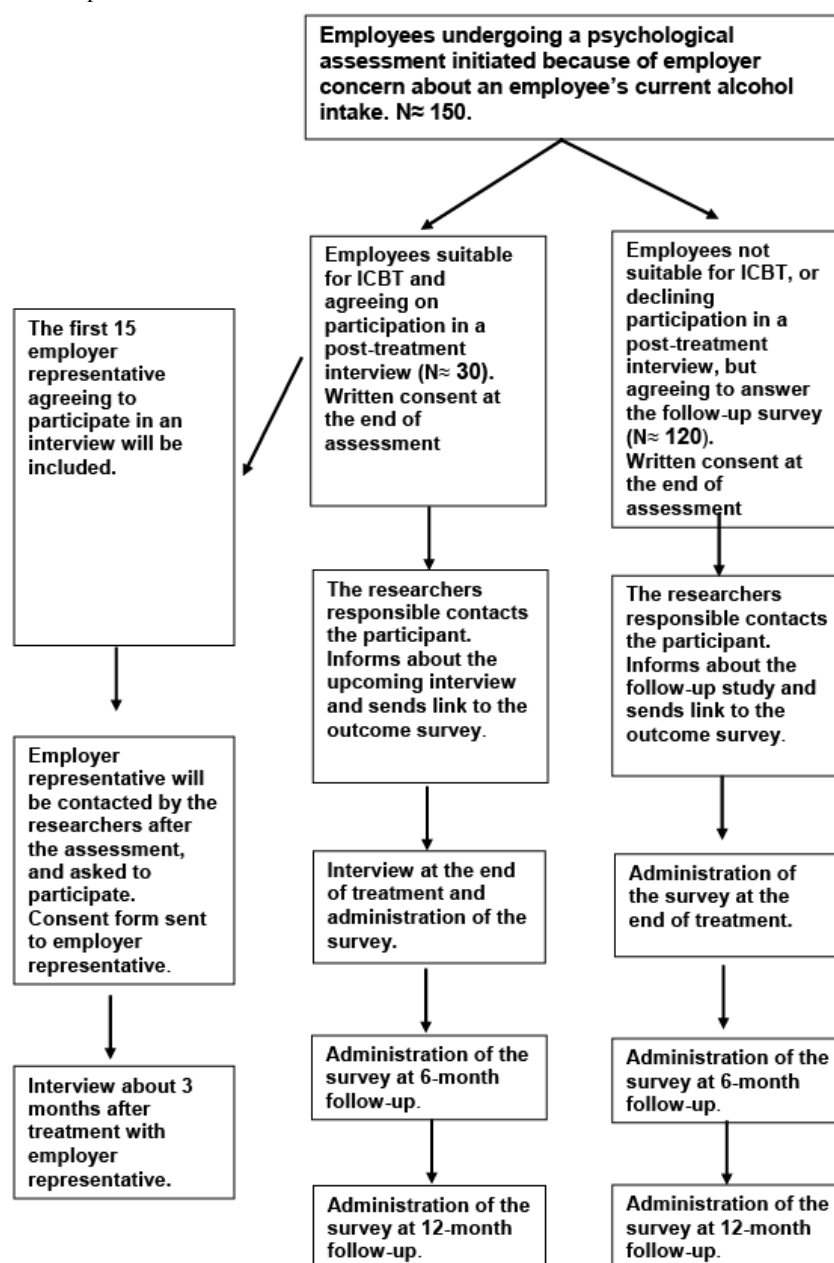 Employees undergoing a psychological
assessment initiated because of employer
concern about an employee's current alcohol
intake. N≈ 150.
Employees suitable
for ICBT and
agreeing on
participation in a
post-treatment
interview (N≈ 30).
Written consent at
the end of
assessment
Employees not
suitable for ICBT, or
declining
participation in a
post-treatment
interview, but
agreeing to answer
the follow-up survey
(N≈ 120).
Written consent at
the end of
assessment
The first 15
employer
representative
agreeing to
participate in an
interview will be
included.
The researchers
responsible contacts
the participant.
Informs about the
upcoming interview
and sends link to the
outcome survey.
The researchers
responsible contacts
the participant.
Informs about the
follow-up study and
sends link to the
outcome survey.
Employer
representative will
be contacted by the
researchers after
the assessment,
and asked to
participate.
Consent form sent
to employer
representative.
Interview at the end
of treatment and
administration of the
survey.
Administration of
the survey at the
end of treatment.
Interview about 3
months after
treatment with
employer
representative.
Administration of the
survey at 6-month
follow-up.
Administration of the
survey at 6-month
follow-up.
Administration of the
survey at 12-month
follow-up.
Administration of the
survey at 12-month
follow-up.